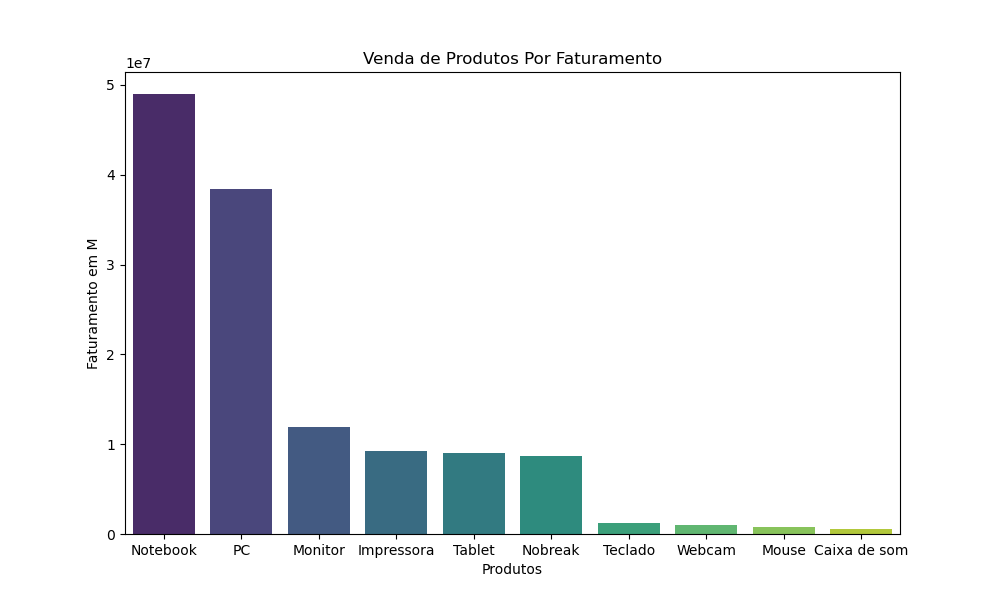 Venda de Produtos Por Faturamento
1e7
5
4
3
2
1
0
Faturamento em M
Notebook PC Monitor Impressora Tablet Nobreak Teclado Webcam Mouse Caixa de som
Produtos